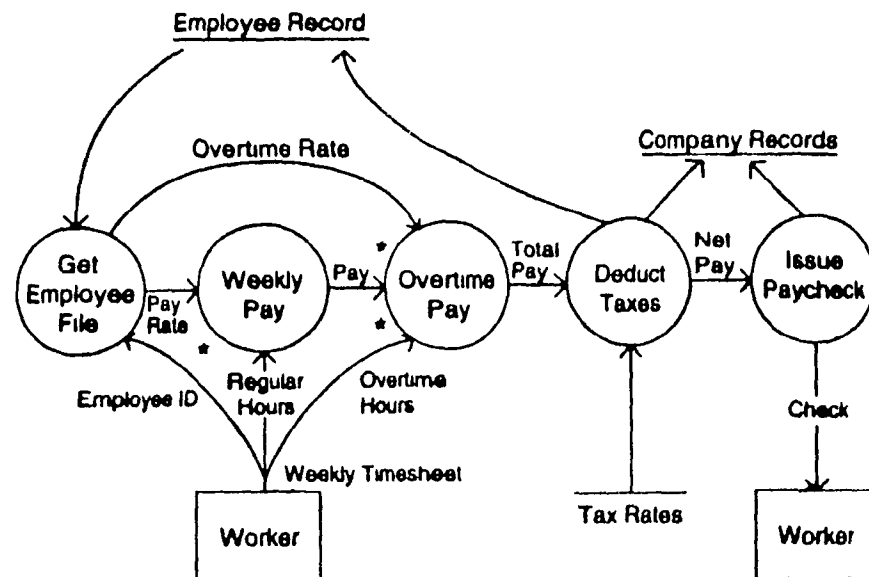 Employee Record
Company Records
Overtime Rate
Get
Employee
File
Pay
Rate
*
Weekly
Pay
Pay
*
*
Overtime
Pay
Total
Pay
Deduct
Taxes
Net
Pay
Issue
Paycheck
Employee ID
Regular
Hours
Overtime
Hours
Check
Weekly Timesheet
Worker
Tax Rates
Worker